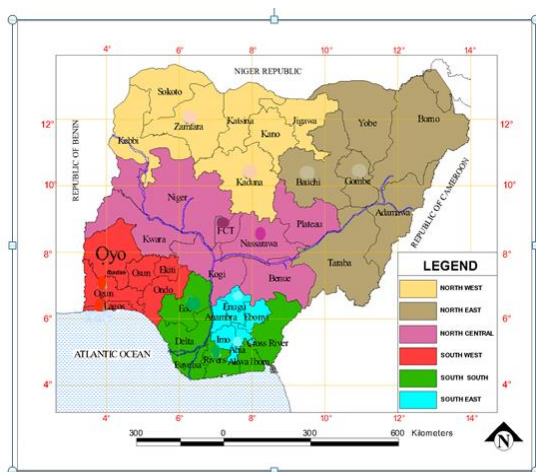 4° 6° 8° 10° 12° 14°
NIGER REPUBLIC
Sokoto
Katsina
Jigawa
Yobe
Borno
12° 12°
Zamfara
Kano
Kebbi
REPUBLIC OF BENIN
10° 10°
Kaduna
Bauchi
Gombe
Niger
Adamawa
REPUBLIC OF CAMEROON
FCT
Plateau
Kwara
Nassarawa
8° 8°
Oyo
Taraba
LEGEND
Ibadan
Osun
Ekiti
Kogi
Benue
NORTH WEST
Ogun
Ondo
NORTH EAST
Lagos
Enugu
NORTH CENTRAL
6° 6°
Anambra
Ebonyi
SOUTH WEST
Delta
Imo
Cross River
ATLANTIC OCEAN
Abia
SOUTH SOUTH
Rivers
Akwa Ibom
Bayelsa
SOUTH EAST
4° 4°
4° 6° 8° 10° 12° 14°
300 0 300 600 Kilometers
N